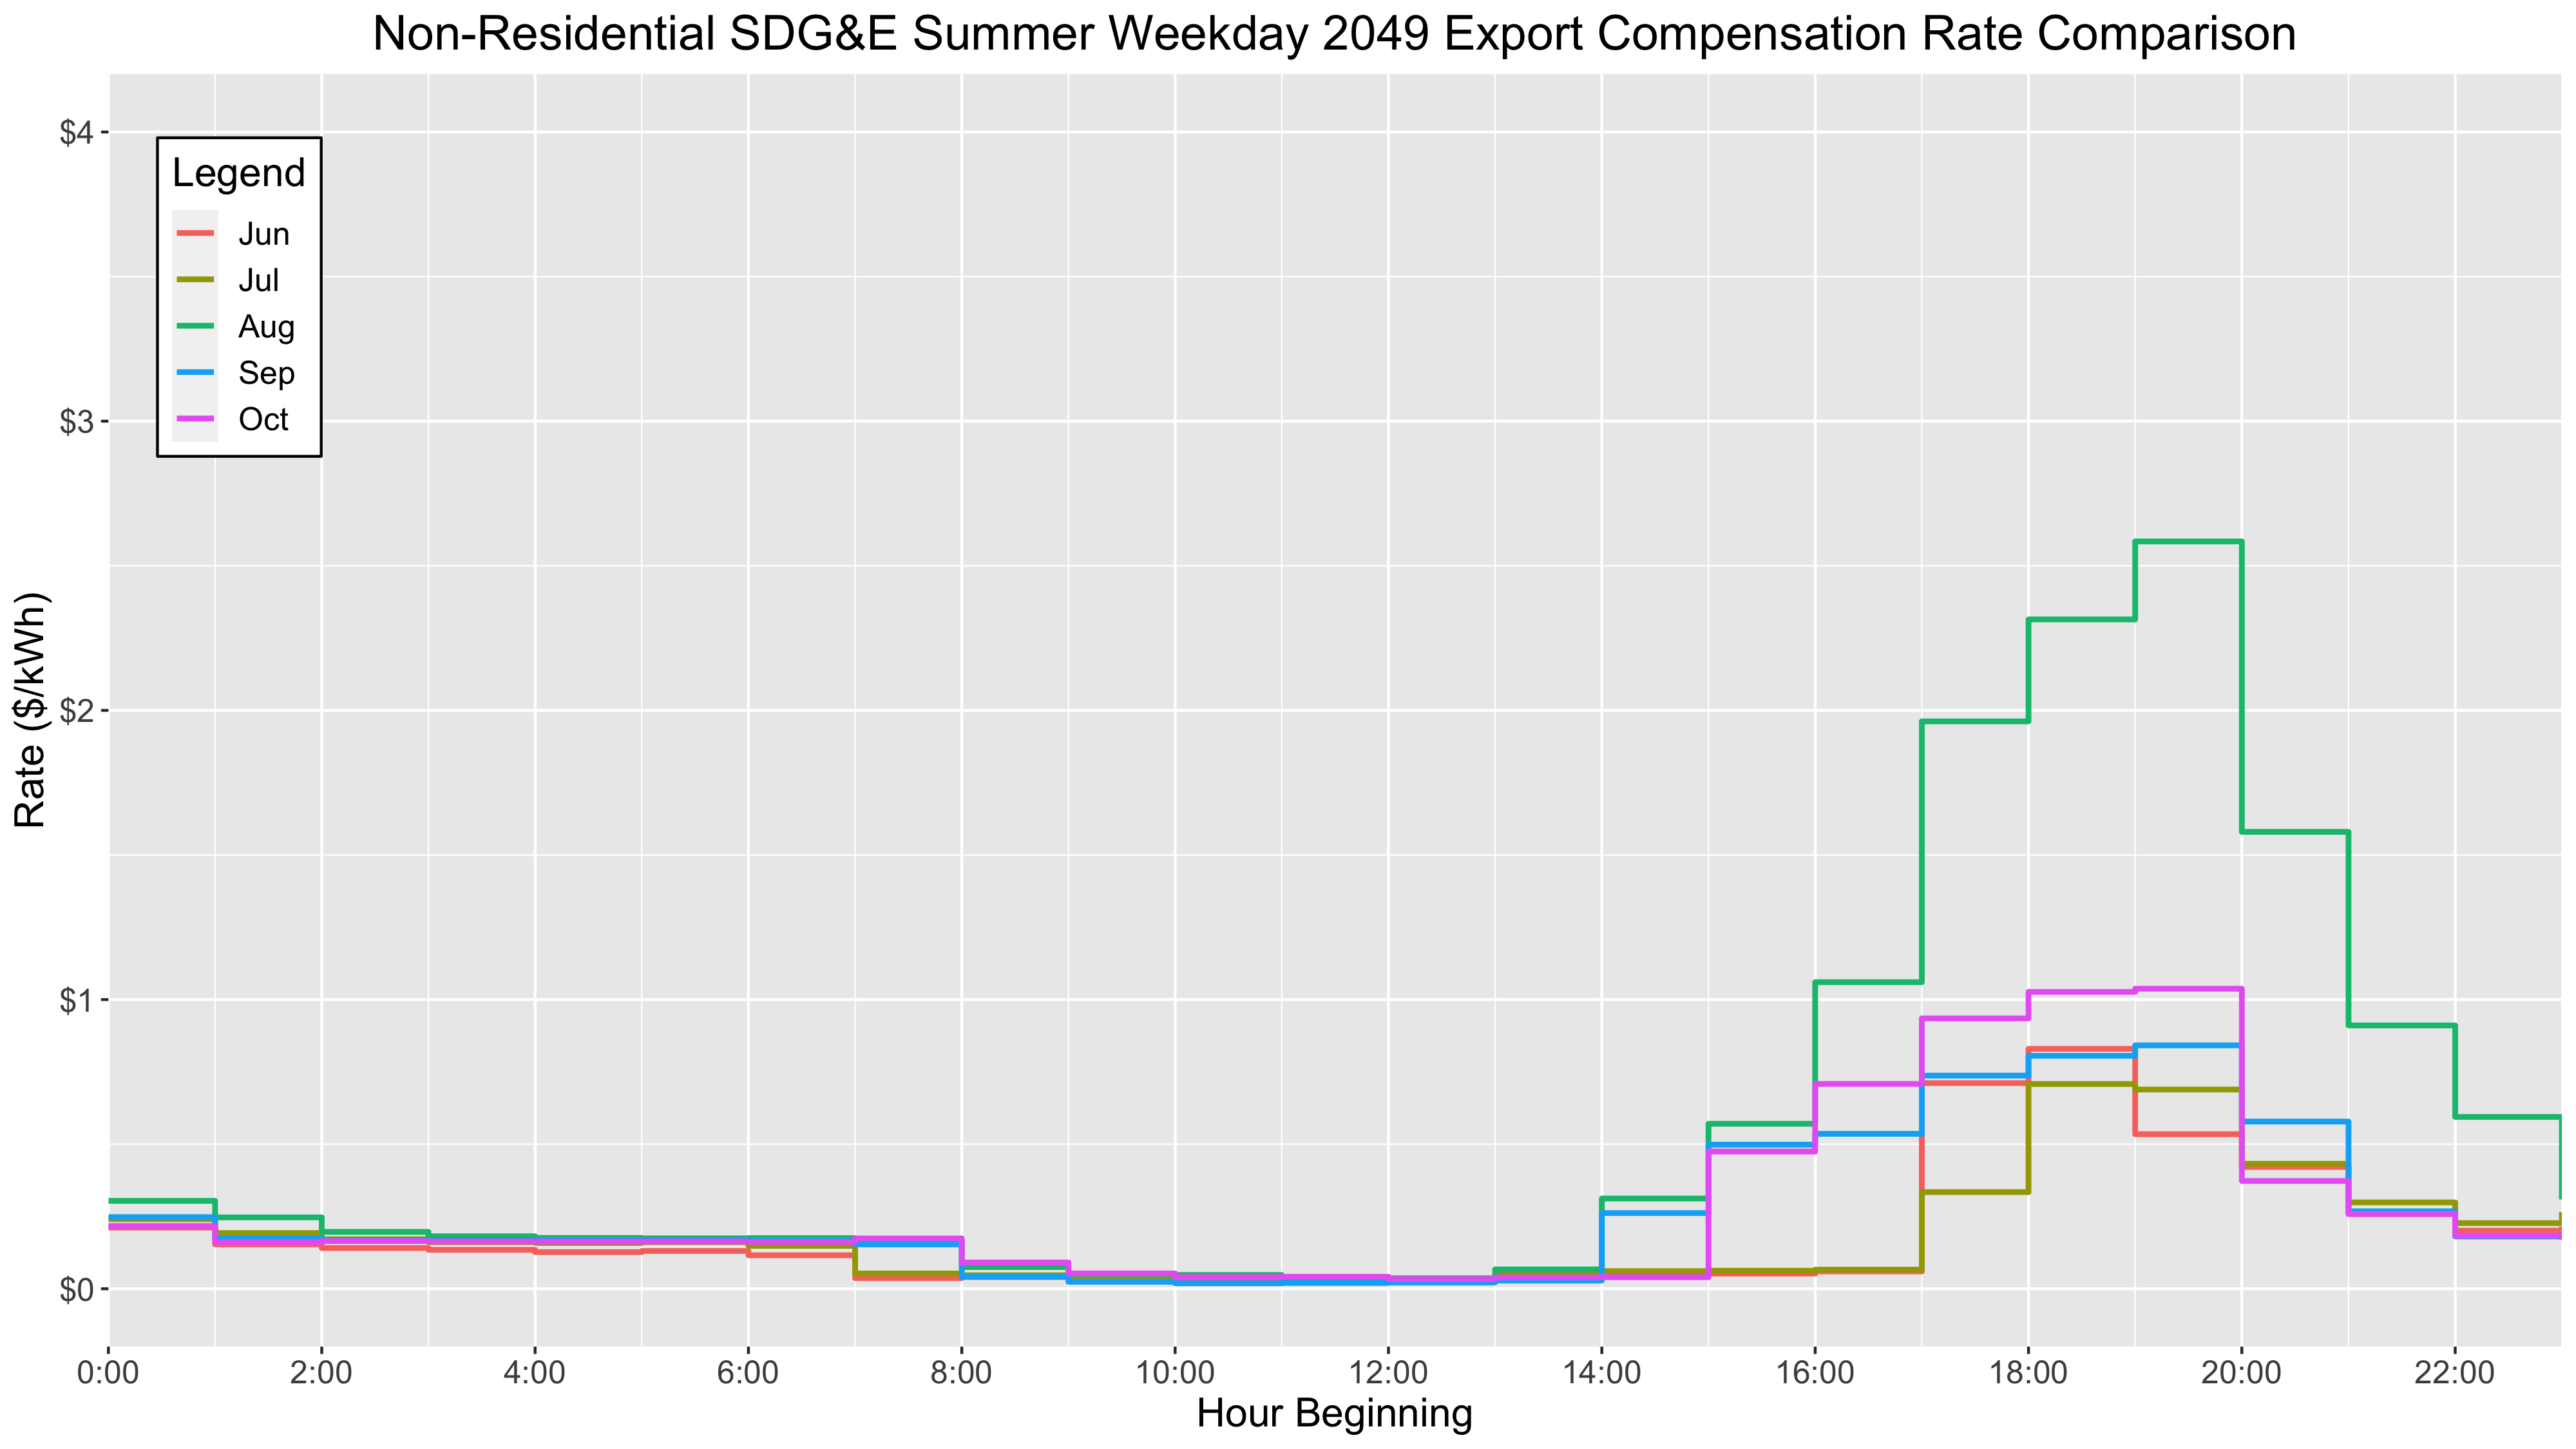 Non-Residential SDG&E Summer Weekday 2049 Export Compensation Rate Comparison
$4
Legend
Jun
Jul
Aug
Sep
Oct
$3
Rate ($/kWh)
$2
$1
$0
0:00 2:00 4:00 6:00 8:00 10:00 12:00 14:00 16:00 18:00 20:00 22:00
Hour Beginning